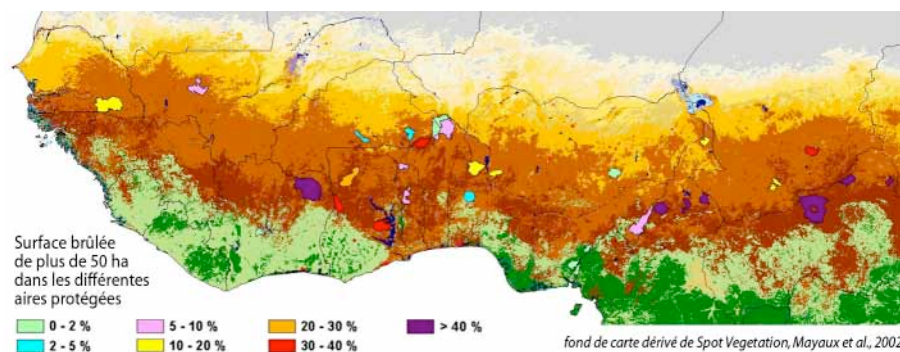 Surface brûlée
de plus de 50 ha
dans les différentes
aires protégées
0 - 2 %
5 - 10 %
20 - 30 %
> 40 %
2 - 5 %
10 - 20 %
30 - 40 %
fond de carte dérivé de Spot Vegetation, Mayaux et al., 2002